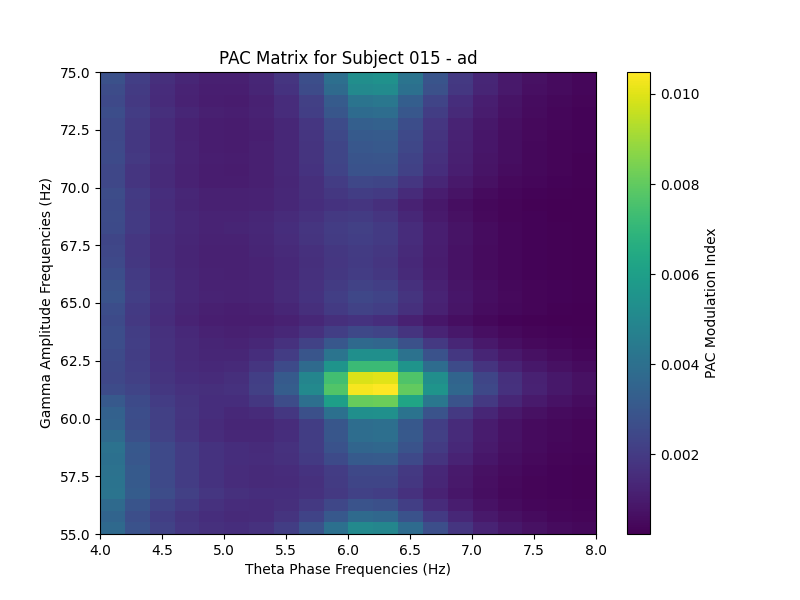 PAC Matrix for Subject 015 - ad
75.0
72.5
70.0
67.5
65.0
62.5
60.0
57.5
55.0
Gamma Amplitude Frequencies (Hz)
4.0 4.5 5.0 5.5 6.0 6.5 7.0 7.5 8.0
Theta Phase Frequencies (Hz)
0.010
0.008
0.006
0.004
0.002
PAC Modulation Index